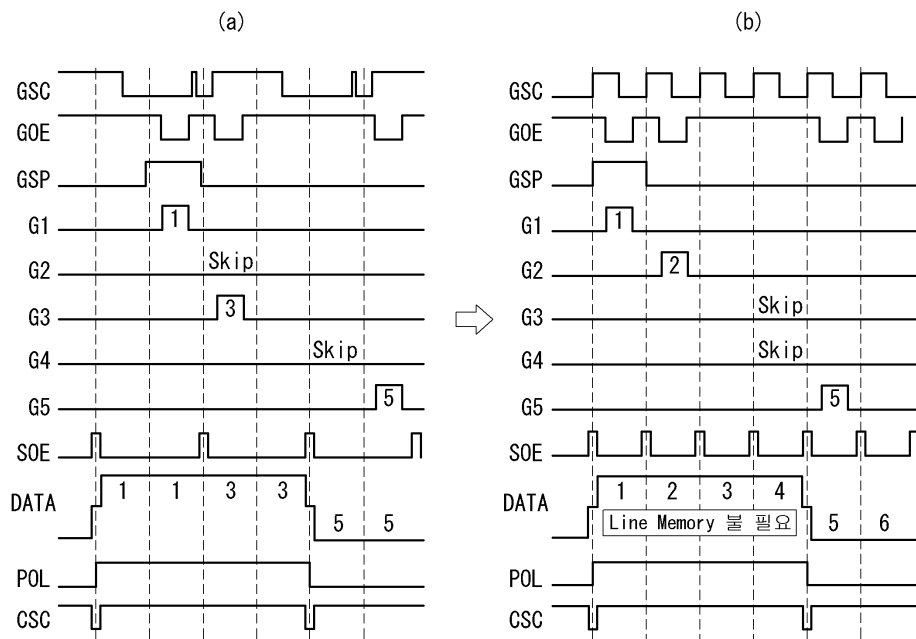 (a)
GSC
GOE
GSP
G1 1
G2 Skip
G3 3
G4 Skip
G5 5
SOE
DATA 1 1 3 3
5 5
POL
CSC
(b)
GSC
GOE
GSP
G1 1
G2 2
G3 Skip
G4 Skip
G5 5
SOE
DATA 1 2 3 4
Line Memory 불 필요
5 6
POL
CSC